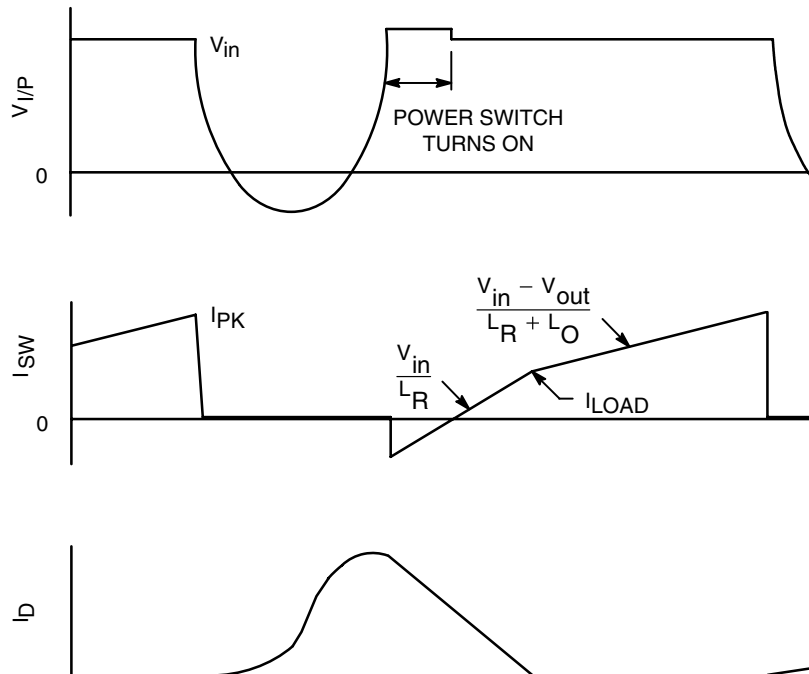 V_I/P
V_in
POWER SWITCH
TURNS ON
0
I_SW
I_PK
V_in
L_R
V_in − V_out
L_R + L_O
I_LOAD
0
I_D